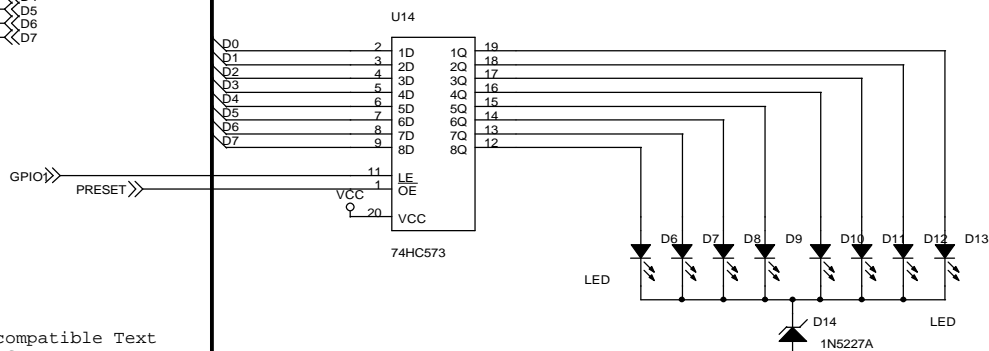 D5
D6
D7
U14
D0 2 1D 1Q 19
D1 3 2D 2Q 18
D2 4 3D 3Q 17
D3 5 4D 4Q 16
D4 6 5D 5Q 15
D5 7 6D 6Q 14
D6 8 7D 7Q 13
D7 9 8D 8Q 12
GPIO1 11 LE
PRESET 1 OE
VCC
20 VCC
74HC573
D6 D7 D8 D9 D10 D11 D12 D13
LED
LED
D14
1N5227A
compatible Text